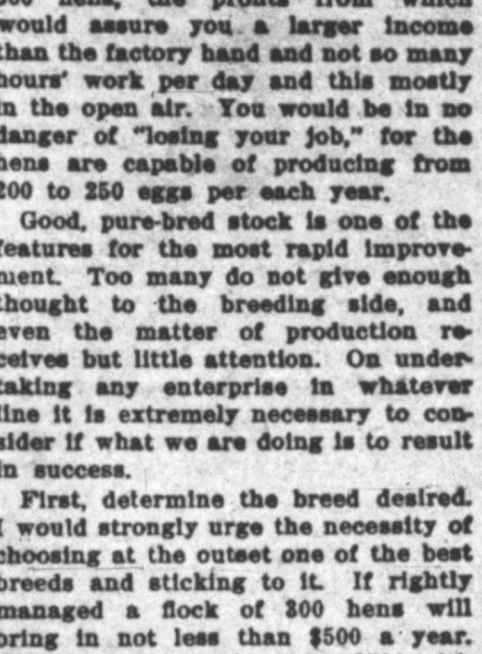 hens, the profits from which
would assure you a larger income
than the factory hand and not so many
hours' work per day and this mostly
in the open air. You would be in no
danger of "losing your job," for the
hens are capable of producing from
200 to 250 eggs per each year.
Good, pure-bred stock is one of the
features for the most rapid improve-
ment. Too many do not give enough
thought to the breeding side, and
even the matter of production re-
ceives but little attention. On under-
taking any enterprise in whatever
line it is extremely necessary to con-
sider if what we are doing is to result
in success.
First, determine the breed desired.
I would strongly urge the necessity of
choosing at the outset one of the best
breeds and sticking to it. If rightly
managed a flock of 300 hens will
bring in not less than $500 a year.